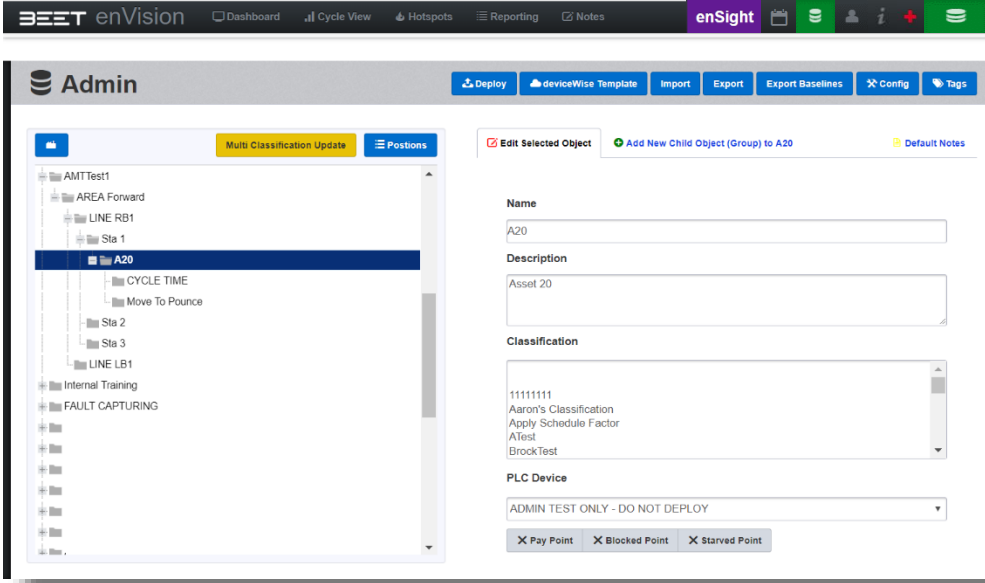 BEET enVision Dashboard Cycle View Hotspots Reporting Notes enSight
Admin Deploy deviceWise Template Import Export Export Baselines Config Tags
Multi Classification Update Postions
Edit Selected Object Add New Child Object (Group) to A20 Default Notes
AMTTest1
AREA Forward
LINE RB1
Sta 1
A20
CYCLE TIME
Move To Pounce
Sta 2
Sta 3
LINE LB1
Internal Training
FAULT CAPTURING
Name
A20
Description
Asset 20
Classification
11111111
Aaron's Classification
Apply Schedule Factor
ATest
BrockTest
PLC Device
ADMIN TEST ONLY - DO NOT DEPLOY
Pay Point Blocked Point Starved Point